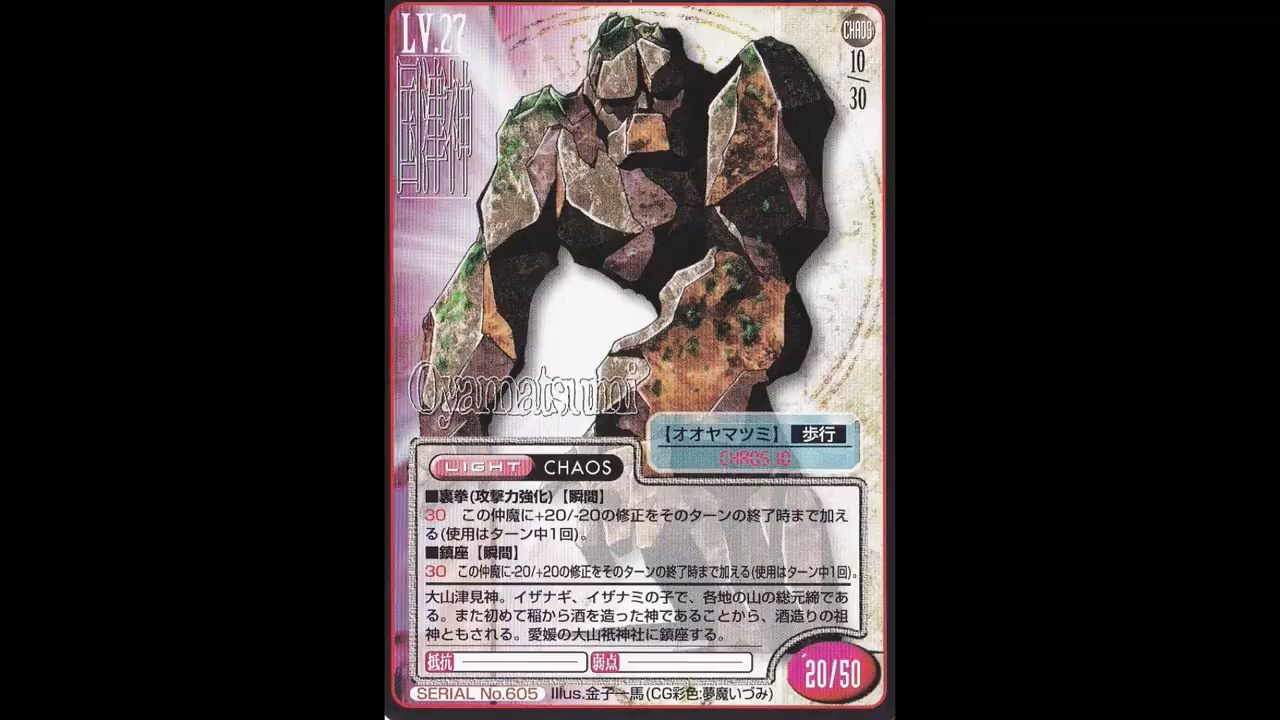 LV.27
國津神
CHAOS
10/30
Oyamatsumi
【オオヤマツミ】 歩行
CHAOS 10
LIGHT CHAOS
■裏拳(攻撃力強化)【瞬間】
30 この仲魔に+20/-20の修正をそのターンの終了時まで加え
る(使用はターン中1回)。
■鎮座【瞬間】
30 この仲魔に-20/+20の修正をそのターンの終了時まで加える(使用はターン中1回)。
大山津見神。イザナギ、イザナミの子で、各地の山の総元締であ
る。また初めて稲から酒を造った神であることから、酒造りの祖
神ともされる。愛媛の大山祇神社に鎮座する。
抵抗 弱点
20/50
SERIAL No.605 Illus.金子一馬(CG彩色:夢魔いづみ)